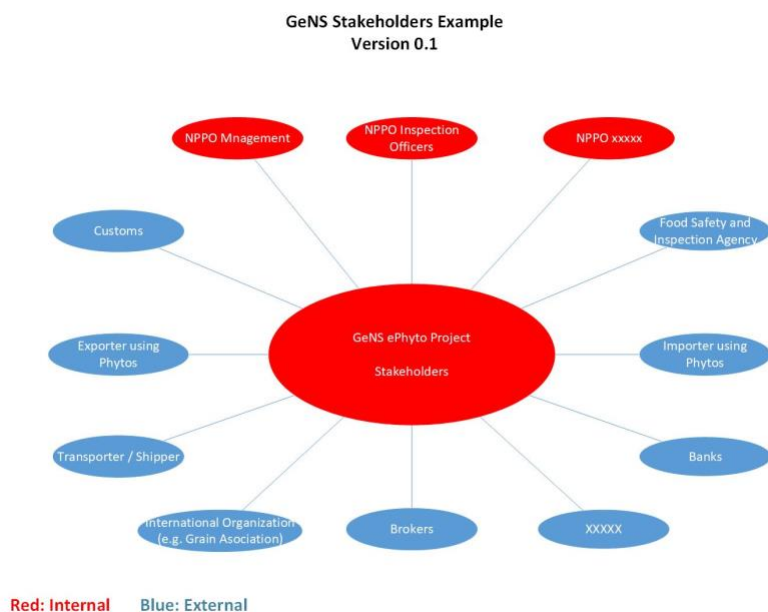 GeNS Stakeholders Example
Version 0.1
NPPO Mnagement
NPPO Inspection
Officers
NPPO xxxxx
Customs
Food Safety and
Inspection Agency
GeNS ePhyto Project
Stakeholders
Exporter using
Phytos
Importer using
Phytos
Transporter / Shipper
Banks
International Organization
(e.g. Grain Asociation)
Brokers
XXXXX
Red: Internal Blue: External